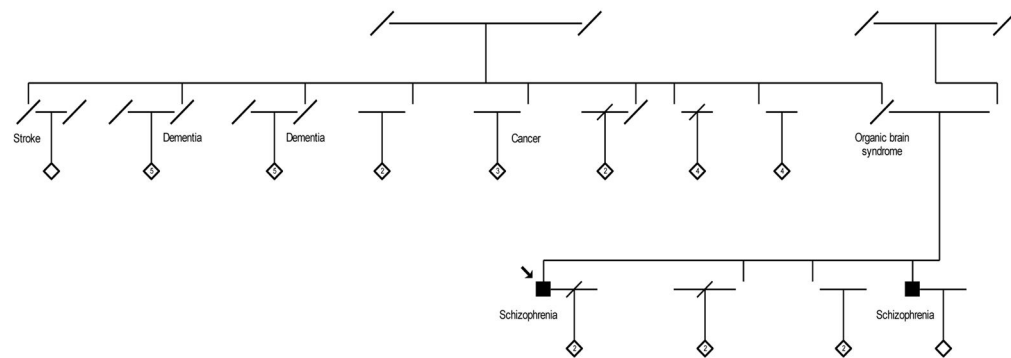 Stroke
Dementia
Dementia
Cancer
Organic brain
syndrome
5
5
2
3
2
4
4
Schizophrenia
Schizophrenia
2
2
2